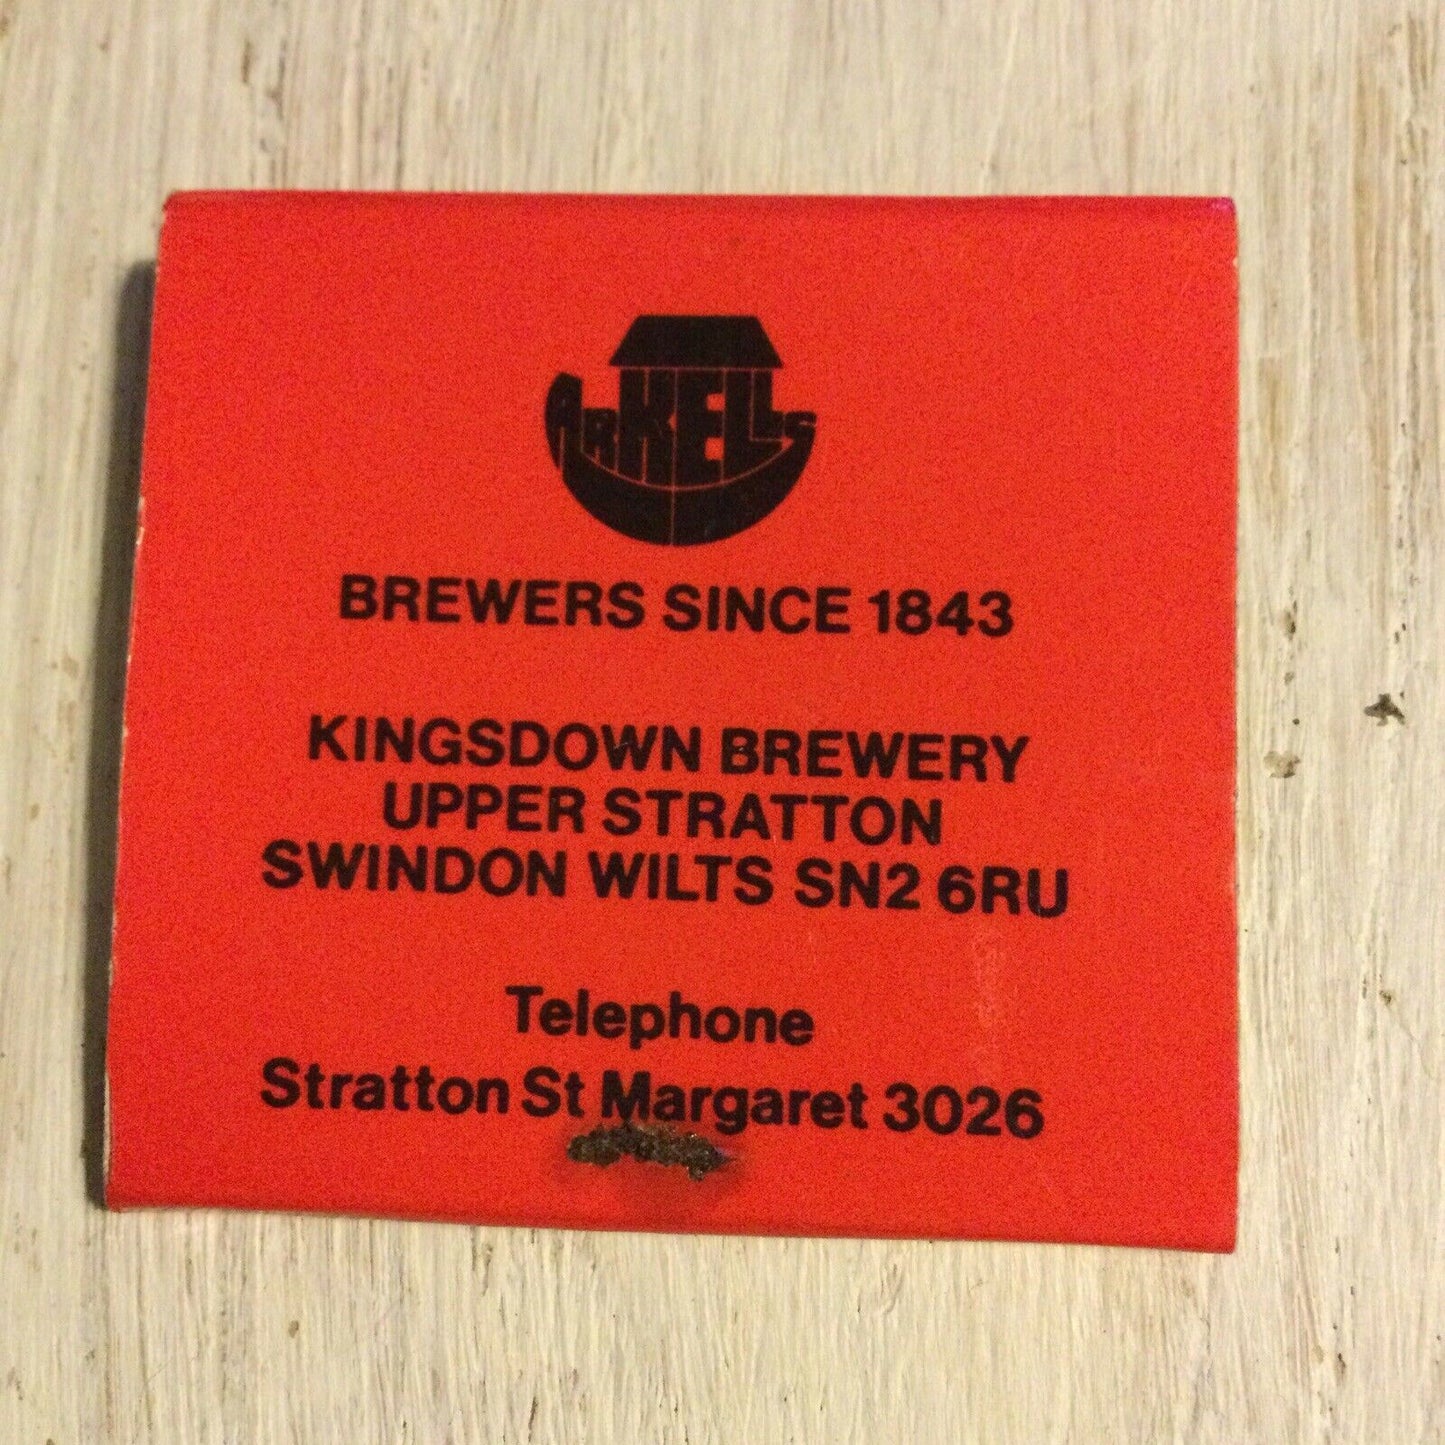 ARKELLS
BREWERS SINCE 1843
KINGSDOWN BREWERY
UPPER STRATTON
SWINDON WILTS SN2 6RU
Telephone
Stratton St Margaret 3026